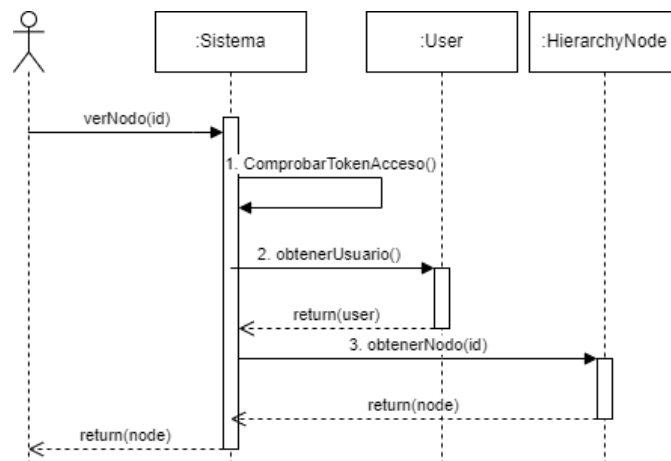 :Sistema
:User
:HierarchyNode
verNodo(id)
1. ComprobarTokenAcceso()
2. obtenerUsuario()
return(user)
3. obtenerNodo(id)
return(node)
return(node)